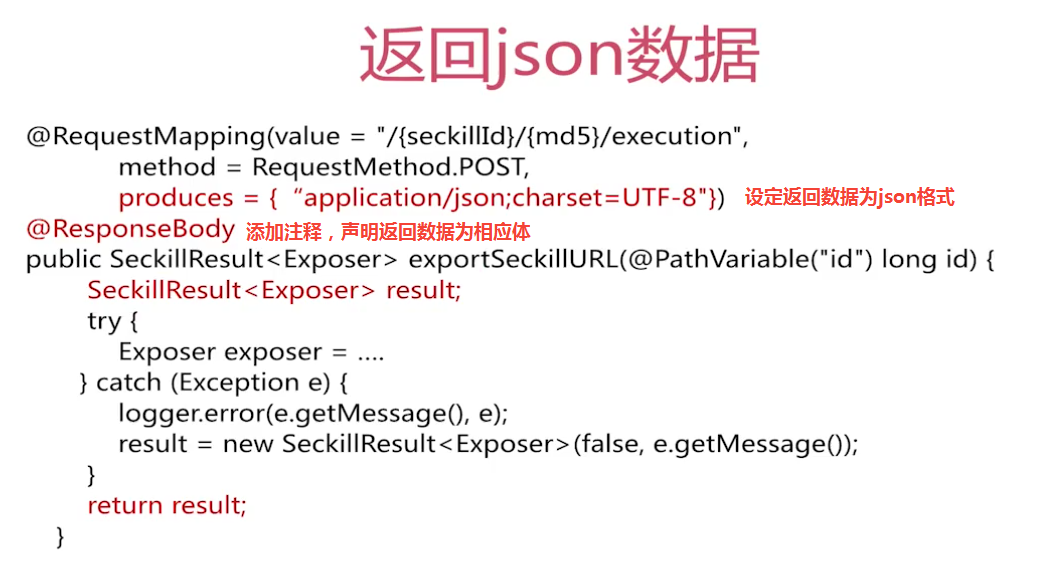 返回json数据
@RequestMapping(value = "/{seckillId}/{md5}/execution",
method = RequestMethod.POST,
produces = { “application/json;charset=UTF-8"}) 设定返回数据为json格式
@ResponseBody 添加注释，声明返回数据为相应体
public SeckillResult<Exposer> exportSeckillURL(@PathVariable("id") long id) {
SeckillResult<Exposer> result;
try {
Exposer exposer = ....
} catch (Exception e) {
logger.error(e.getMessage(), e);
result = new SeckillResult<Exposer>(false, e.getMessage());
}
return result;
}